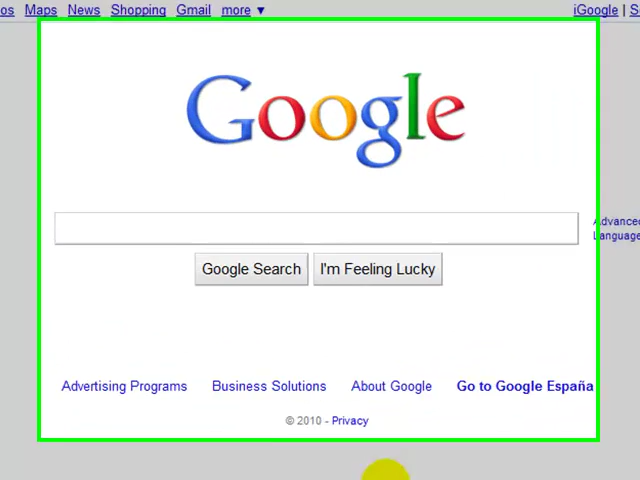 os Maps News Shopping Gmail more ▼ iGoogle | S
Google
Advanced
Language
Google Search I'm Feeling Lucky
Advertising Programs Business Solutions About Google Go to Google España
© 2010 - Privacy